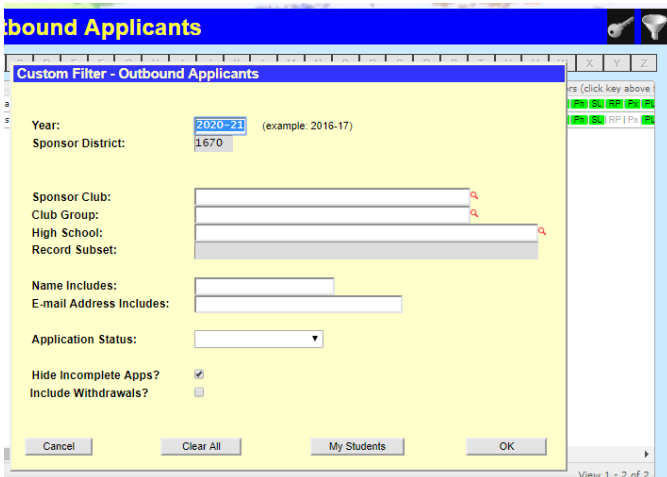 tbound Applicants
X Y Z
Custom Filter - Outbound Applicants
rs (click key above
Ph SL RP Px PL
Ph SL RP | Px PL
Year: 2020-21 (example: 2016-17)
Sponsor District: 1670
Sponsor Club:
Club Group:
High School:
Record Subset:
Name Includes:
E-mail Address Includes:
Application Status:
Hide Incomplete Apps?
Include Withdrawals?
Cancel Clear All My Students OK
View 1 - 2 of 2